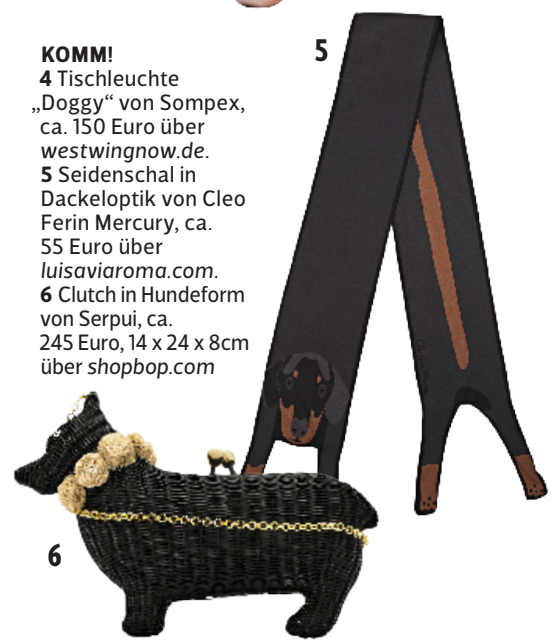 KOMM!
4 Tischleuchte
„Doggy“ von Sompex,
ca. 150 Euro über
westwingnow.de.
5 Seidenschal in
Dackeloptik von Cleo
Ferin Mercury, ca.
55 Euro über
luisaviaroma.com.
6 Clutch in Hundeform
von Serpui, ca.
245 Euro, 14 x 24 x 8cm
über shopbop.com
5
6